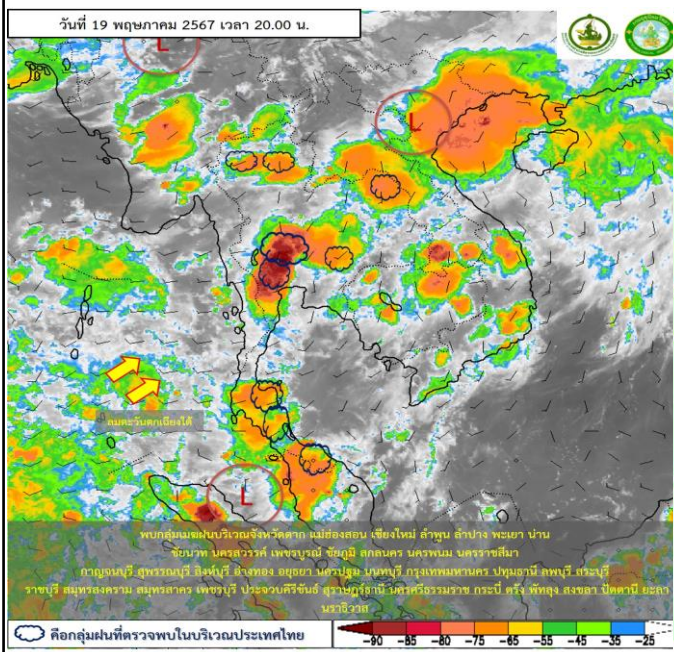 วันที่ 19 พฤษภาคม 2567 เวลา 20.00 น.
L
L
ลมตะวันตกเฉียงใต้
L
พบกลุ่มเมฆฝนบริเวณจังหวัดตาก แม่ฮ่องสอน เชียงใหม่ ลำพูน ลำปาง พะเยา น่าน
ชัยนาท นครสวรรค์ เพชรบูรณ์ ชัยภูมิ สกลนคร นครพนม นครราชสีมา
กาญจนบุรี สุพรรณบุรี สิงห์บุรี อ่างทอง อยุธยา นครปฐม นนทบุรี กรุงเทพมหานคร ปทุมธานี ลพบุรี สระบุรี
ราชบุรี สมุทรสงคราม สมุทรสาคร เพชรบุรี ประจวบคีรีขันธ์ สุราษฎร์ธานี นครศรีธรรมราช กระบี่ ตรัง พัทลุง สงขลา ปัตตานี ยะลา
นราธิวาส
คือกลุ่มฝนที่ตรวจพบในบริเวณประเทศไทย
-90 -85 -80 -75 -65 -55 -45 -35 -25